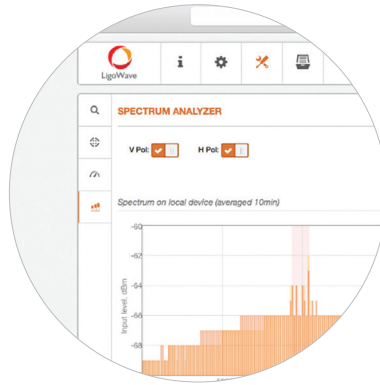 LigoWave
SPECTRUM ANALYZER
V Pol: H Pol:
Spectrum on local device (averaged 10min)
Input level, dBm
-60
-62
-64
-66
-68